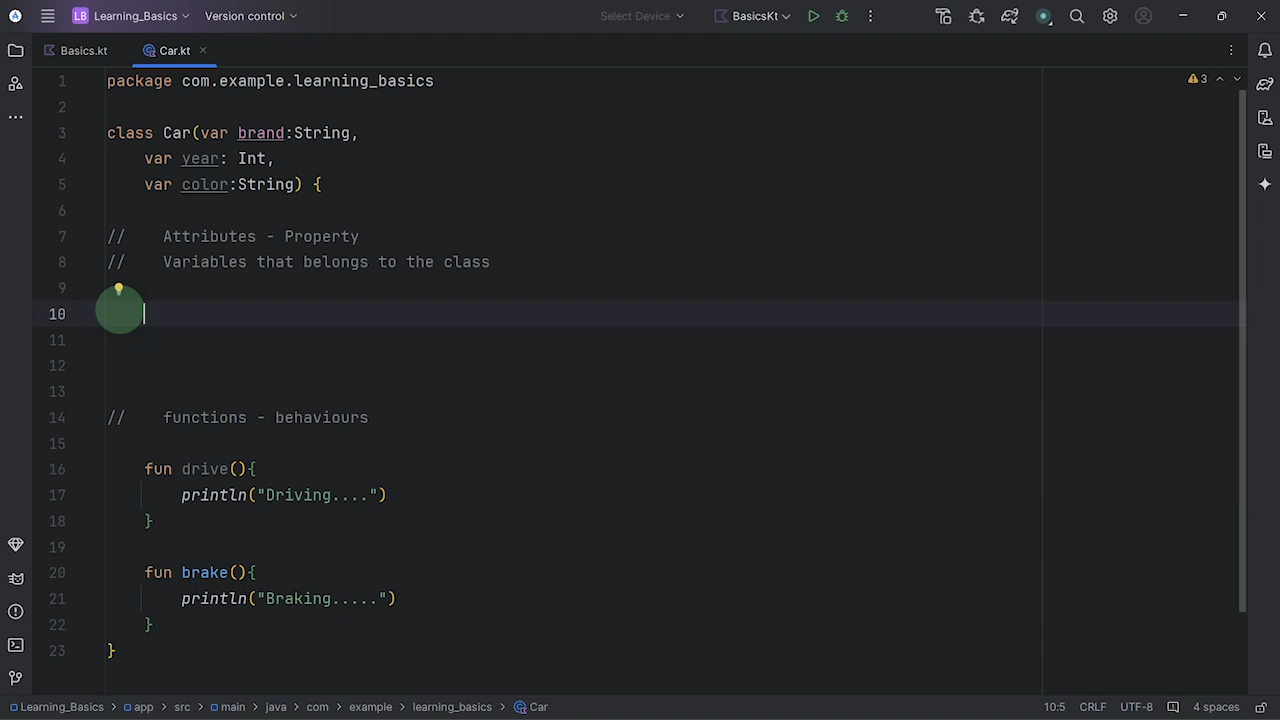 LB Learning_Basics Version control Select Device BasicsKt
Basics.kt Car.kt
1 package com.example.learning_basics 3
2
3 class Car(var brand:String,
4 var year: Int,
5 var color:String) {
6
7 // Attributes - Property
8 // Variables that belongs to the class
9
10
11
12
13
14 // functions - behaviours
15
16 fun drive(){
17 println("Driving....")
18 }
19
20 fun brake(){
21 println("Braking.....")
22 }
23 }
Learning_Basics > app > src > main > java > com > example > learning_basics > Car 10:5 CRLF UTF-8 4 spaces